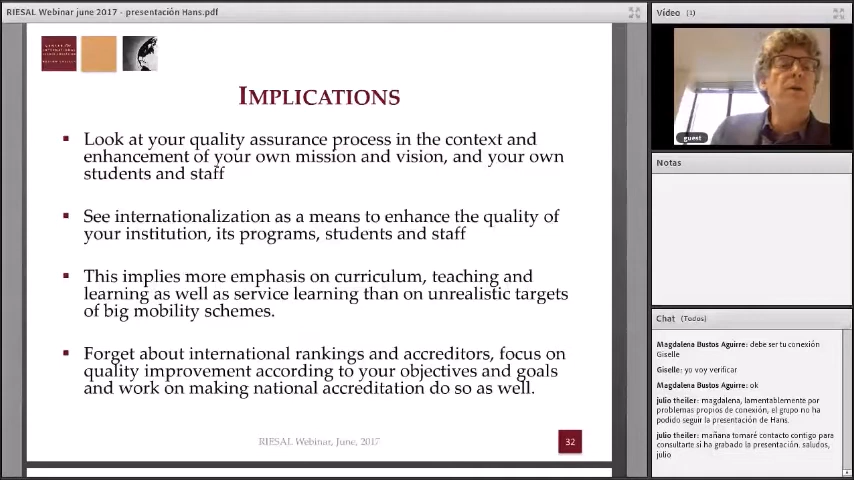 RIESAL Webinar june 2017 - presentación Hans.pdf
IMPLICATIONS
▪ Look at your quality assurance process in the context and
enhancement of your own mission and vision, and your own
students and staff
▪ See internationalization as a means to enhance the quality of
your institution, its programs, students and staff
▪ This implies more emphasis on curriculum, teaching and
learning as well as service learning than on unrealistic targets
of big mobility schemes.
▪ Forget about international rankings and accreditors, focus on
quality improvement according to your objectives and goals
and work on making national accreditation do so as well.
RIESAL Webinar, June, 2017
32
Vídeo (1)
guest
Notas
Chat (Todos)
Magdalena Bustos Aguirre: debe ser tu conexión
Giselle
Giselle: yo voy verificar
Magdalena Bustos Aguirre: ok
julio theiler: magdalena, lamentablemente por
problemas propios de conexión, el grupo no ha
podido seguir la presentación de Hans.
julio theiler: mañana tomaré contacto contigo para
consultarte si ha grabado la presentación. saludos,
julio